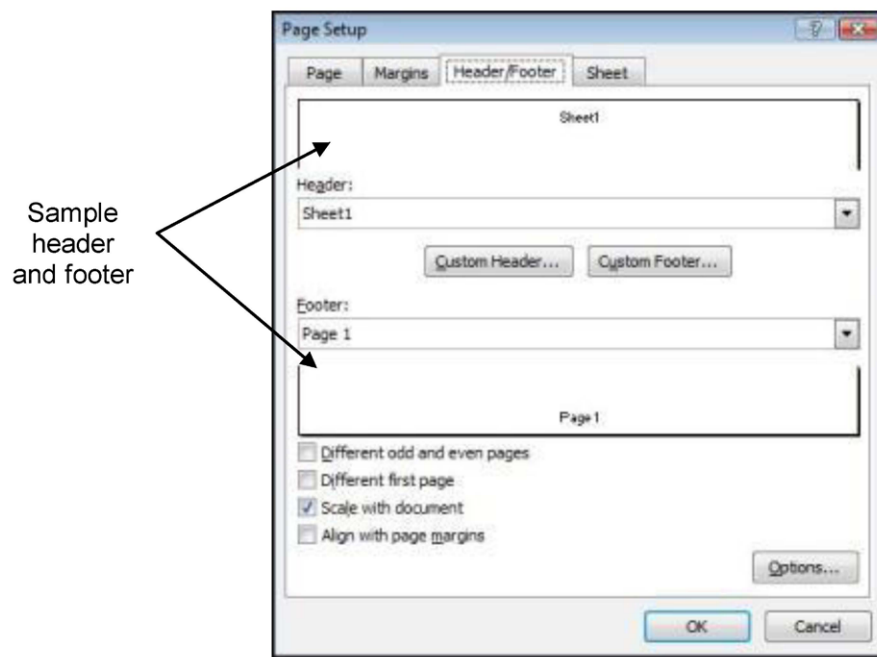 Page Setup
Page Margins Header/Footer Sheet
Sheet1
Header:
Sheet1
Custom Header... Custom Footer...
Footer:
Page 1
Page 1
Different odd and even pages
Different first page
Scale with document
Align with page margins
Options...
OK Cancel
Sample
header
and footer